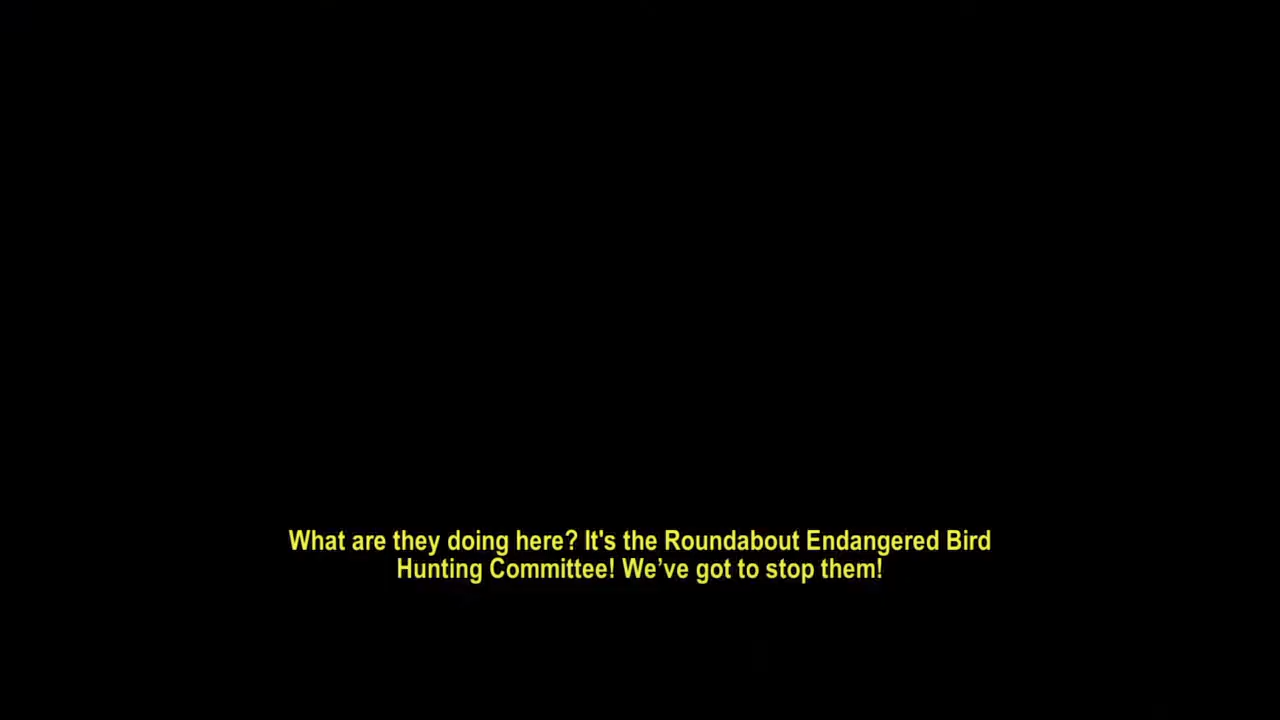 What are they doing here? It's the Roundabout Endangered Bird
Hunting Committee! We’ve got to stop them!